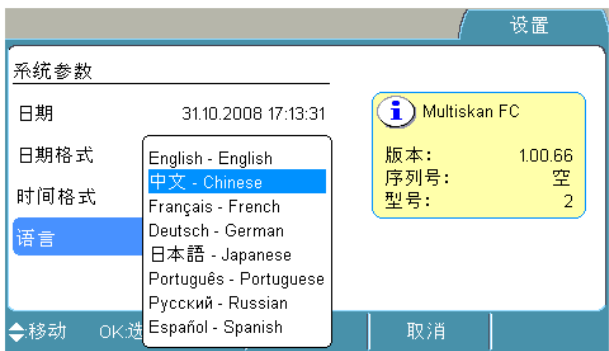 设置
系统参数
日期 31.10.2008 17:13:31
日期格式
时间格式
语言
English - English
中文 - Chinese
Français - French
Deutsch - German
日本語 - Japanese
Português - Portuguese
Русский - Russian
Español - Spanish
Multiskan FC
版本: 1.00.66
序列号: 空
型号: 2
移动 OK:选
取消